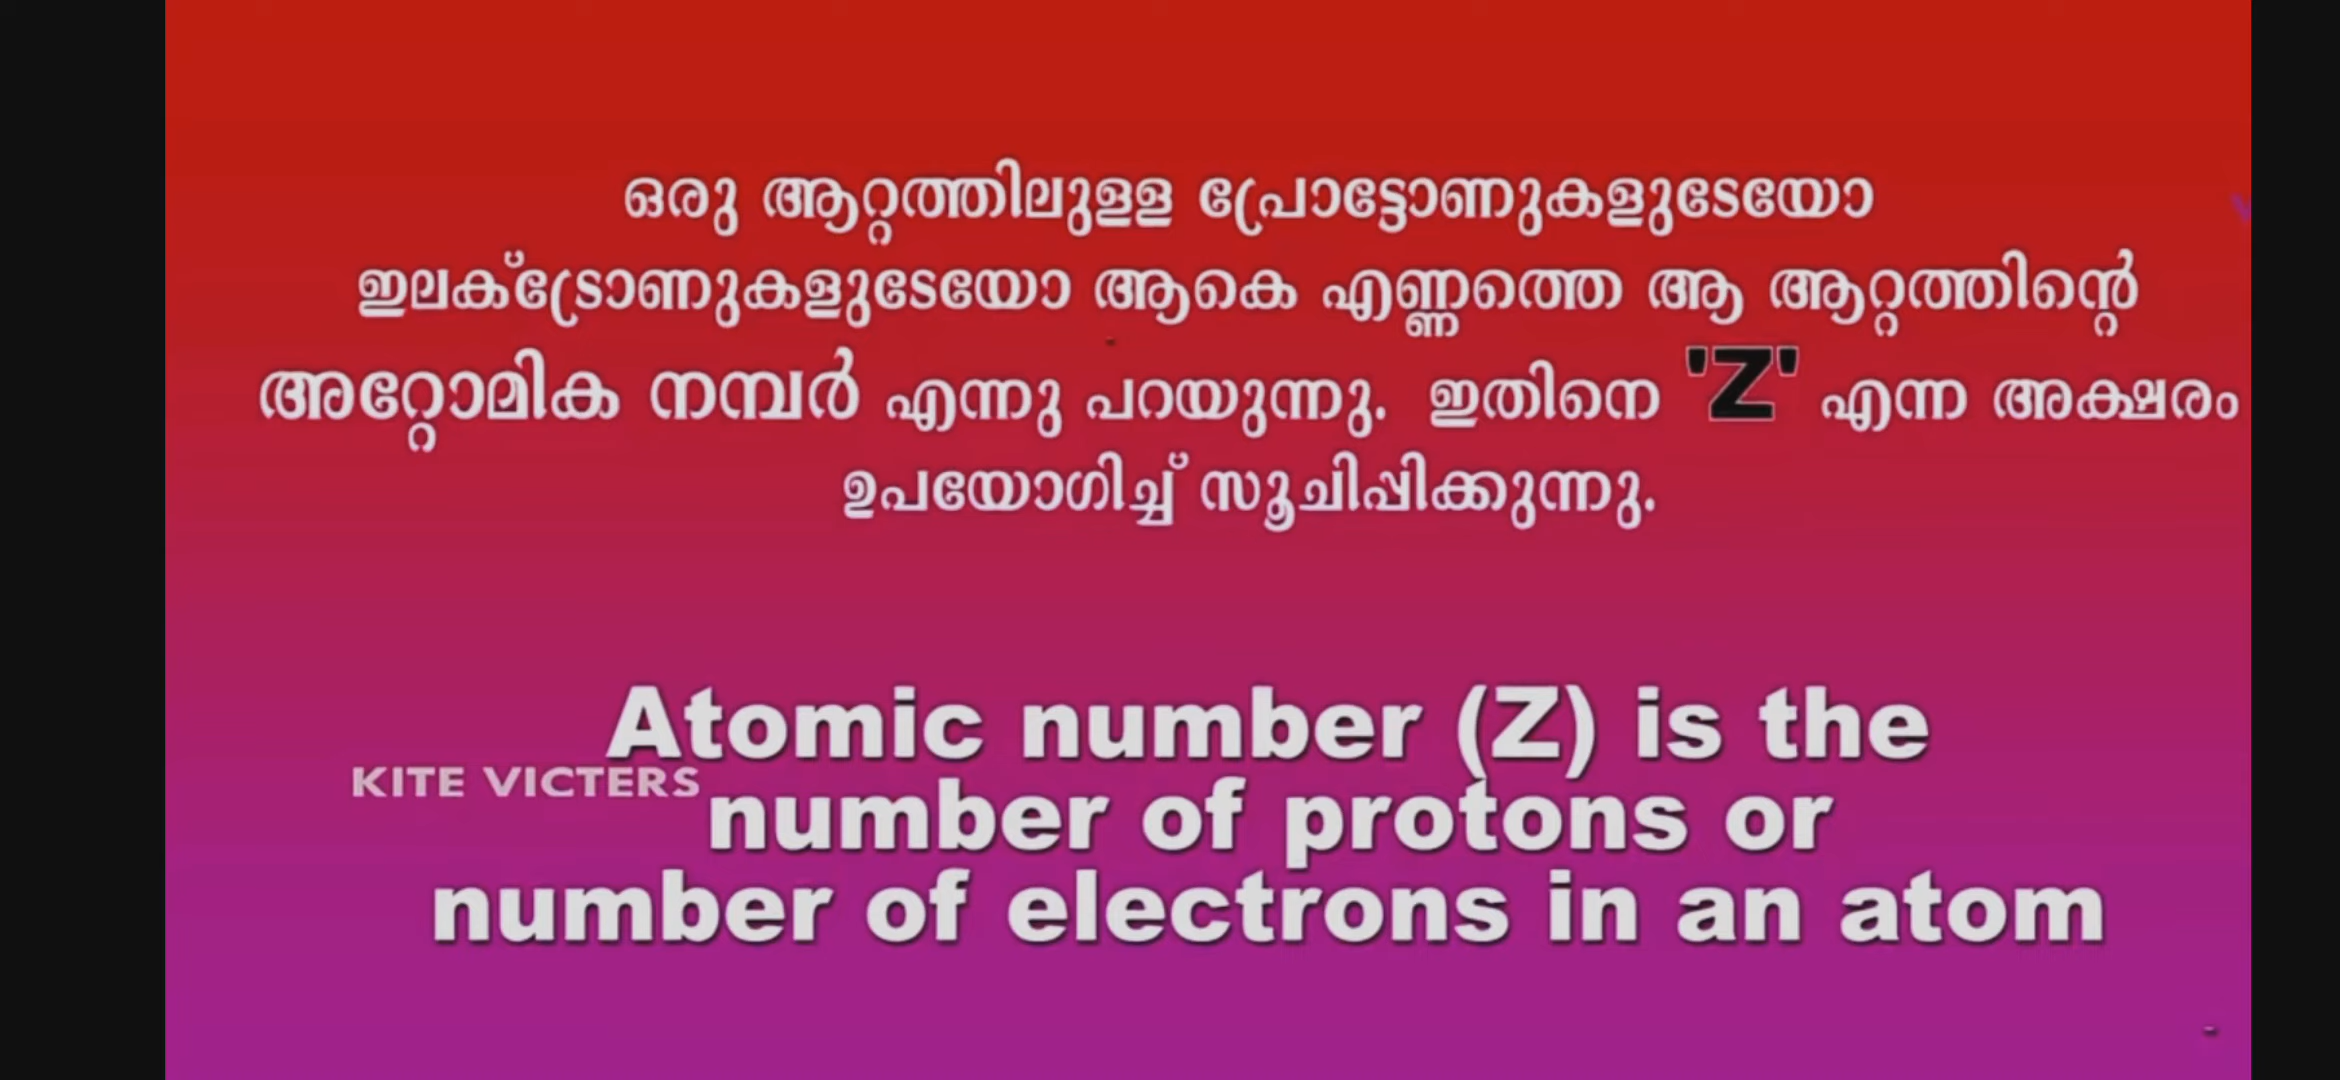 ഒരു ആറ്റത്തിലുളള പ്രോട്ടോണുകളുടേയോ
ഇലക്ട്രോണുകളുടേയോ ആകെ എണ്ണത്തെ ആ ആറ്റത്തിന്റെ
അറ്റോമിക നമ്പർ എന്നു പറയുന്നു. ഇതിനെ 'Z' എന്ന അക്ഷരം
ഉപയോഗിച്ച് സൂചിപ്പിക്കുന്നു.
Atomic number (Z) is the
KITE VICTERS
number of protons or
number of electrons in an atom